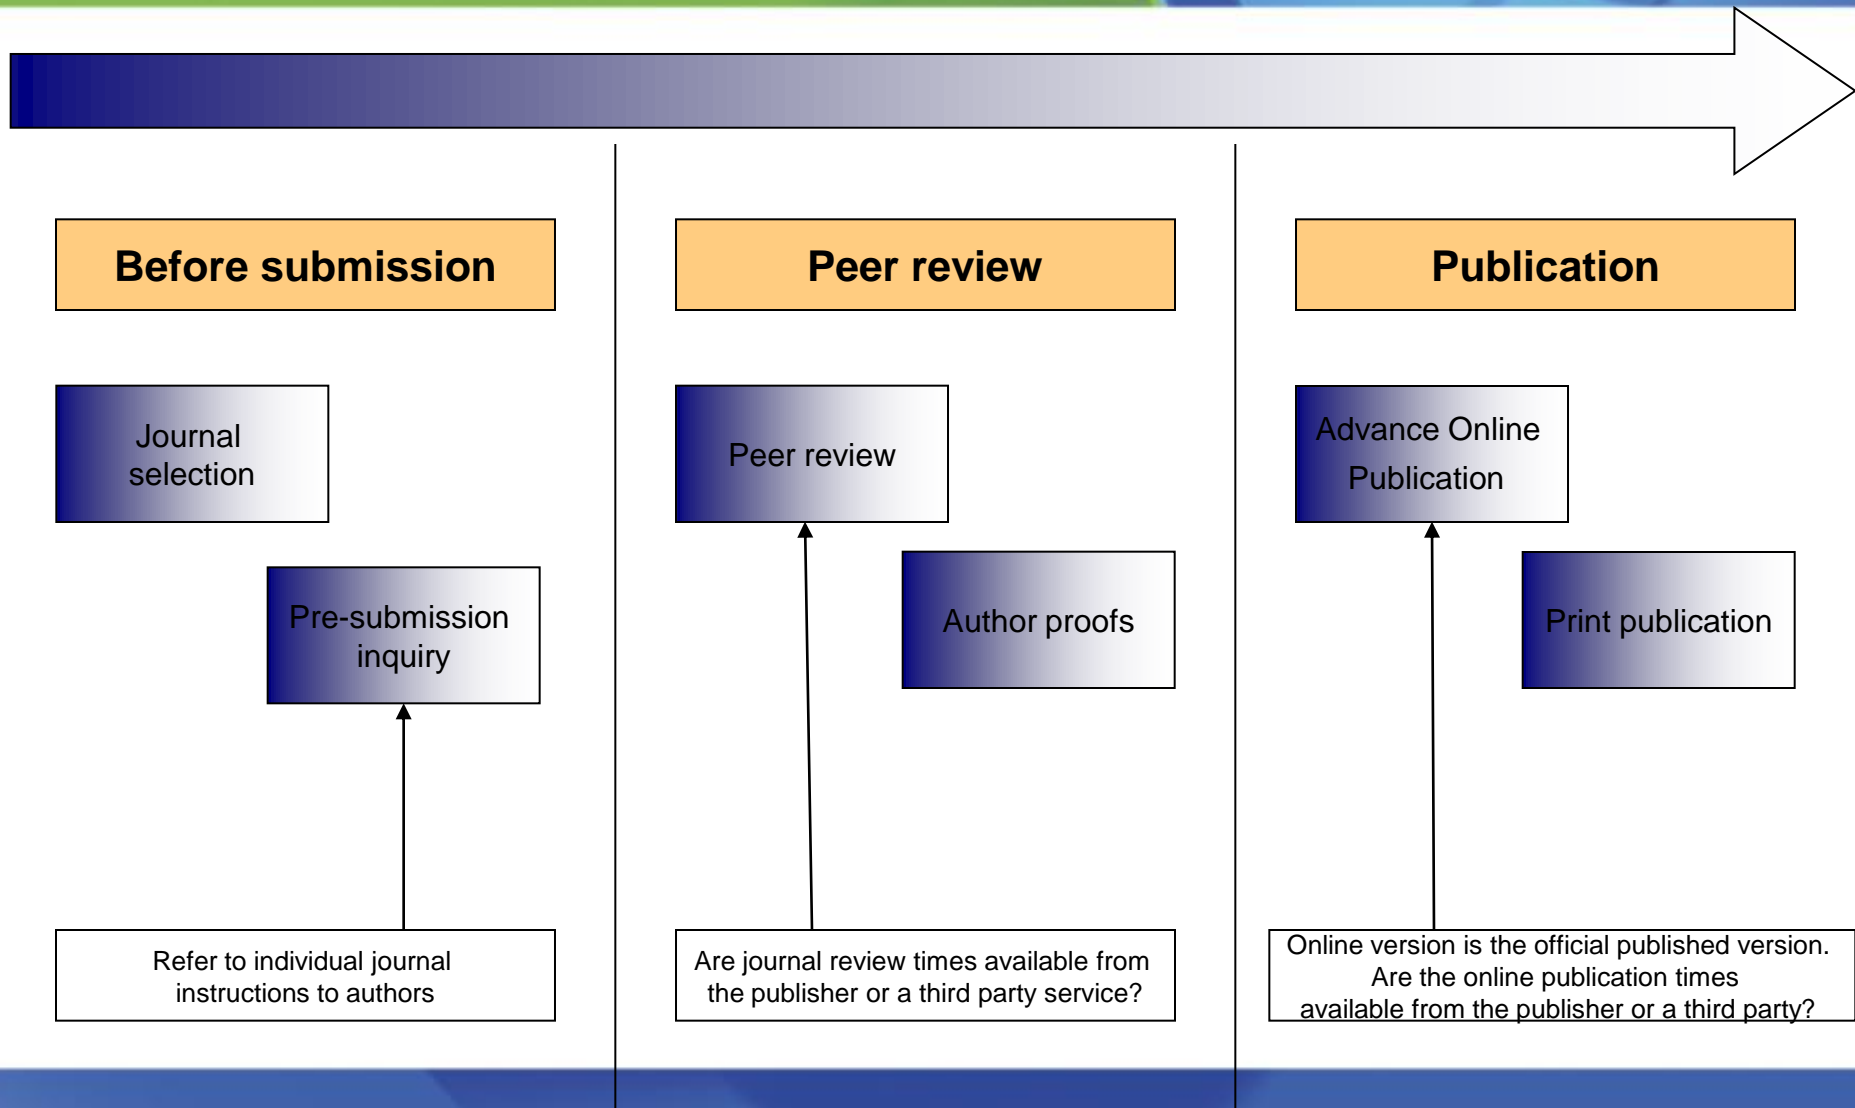 Before submission
Journal
selection
Pre-submission
inquiry
Refer to individual journal
instructions to authors
Peer review
Peer review
Author proofs
Are journal review times available from
the publisher or a third party service?
Publication
Advance Online
Publication
Print publication
Online version is the official published version.
Are the online publication times
available from the publisher or a third party?